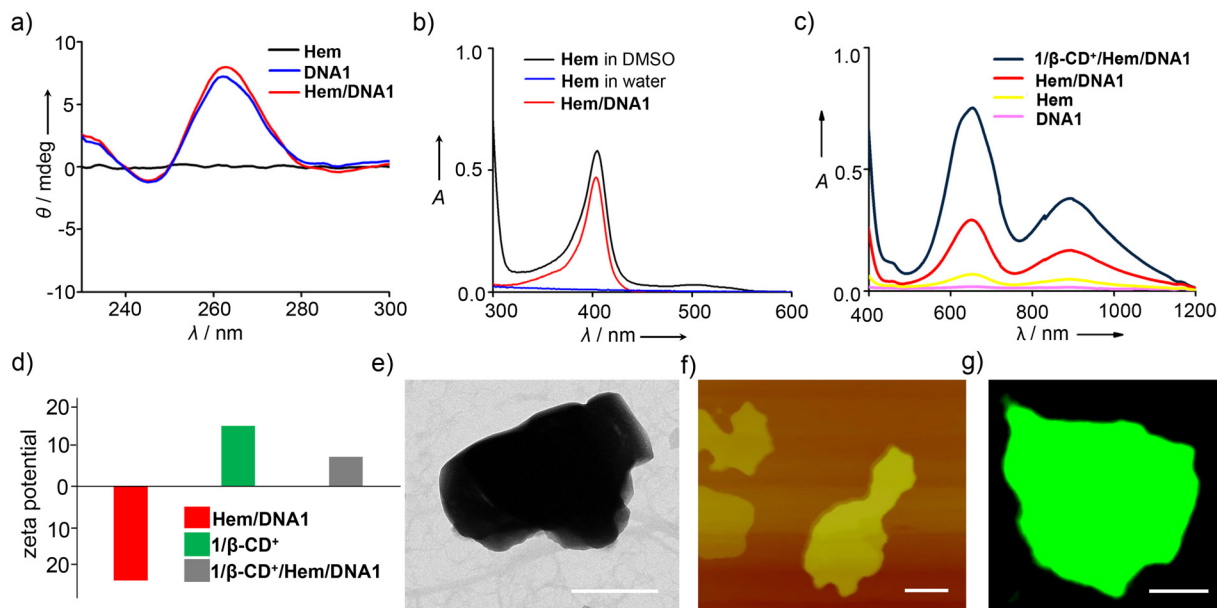 a)
10
5
0
-5
-10
θ / mdeg
240
260
280
300
λ / nm
Hem
DNA1
Hem/DNA1
b)
1.0
0.5
0.0
A
300
400
500
600
λ / nm
Hem in DMSO
Hem in water
Hem/DNA1
c)
1.0
0.5
0.0
A
400
600
800
1000
1200
λ / nm
1/β-CD⁺/Hem/DNA1
Hem/DNA1
Hem
DNA1
d)
20
10
0
10
20
zeta potential
Hem/DNA1
1/β-CD⁺
1/β-CD⁺/Hem/DNA1
e)
f)
g)